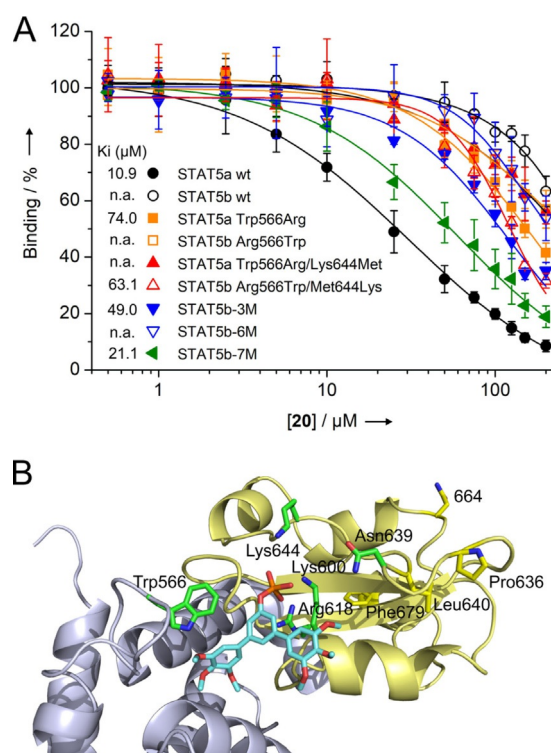 A
120
100
80
60
40
20
0
Binding / % →
Ki (µM)
10.9 STAT5a wt
n.a. STAT5b wt
74.0 STAT5a Trp566Arg
n.a. STAT5b Arg566Trp
n.a. STAT5a Trp566Arg/Lys644Met
63.1 STAT5b Arg566Trp/Met644Lys
49.0 STAT5b-3M
n.a. STAT5b-6M
21.1 STAT5b-7M
1 10 100
[20] / µM →
B
664
Asn639
Lys644
Lys600
Trp566
Pro636
Arg618
Phe679
Leu640